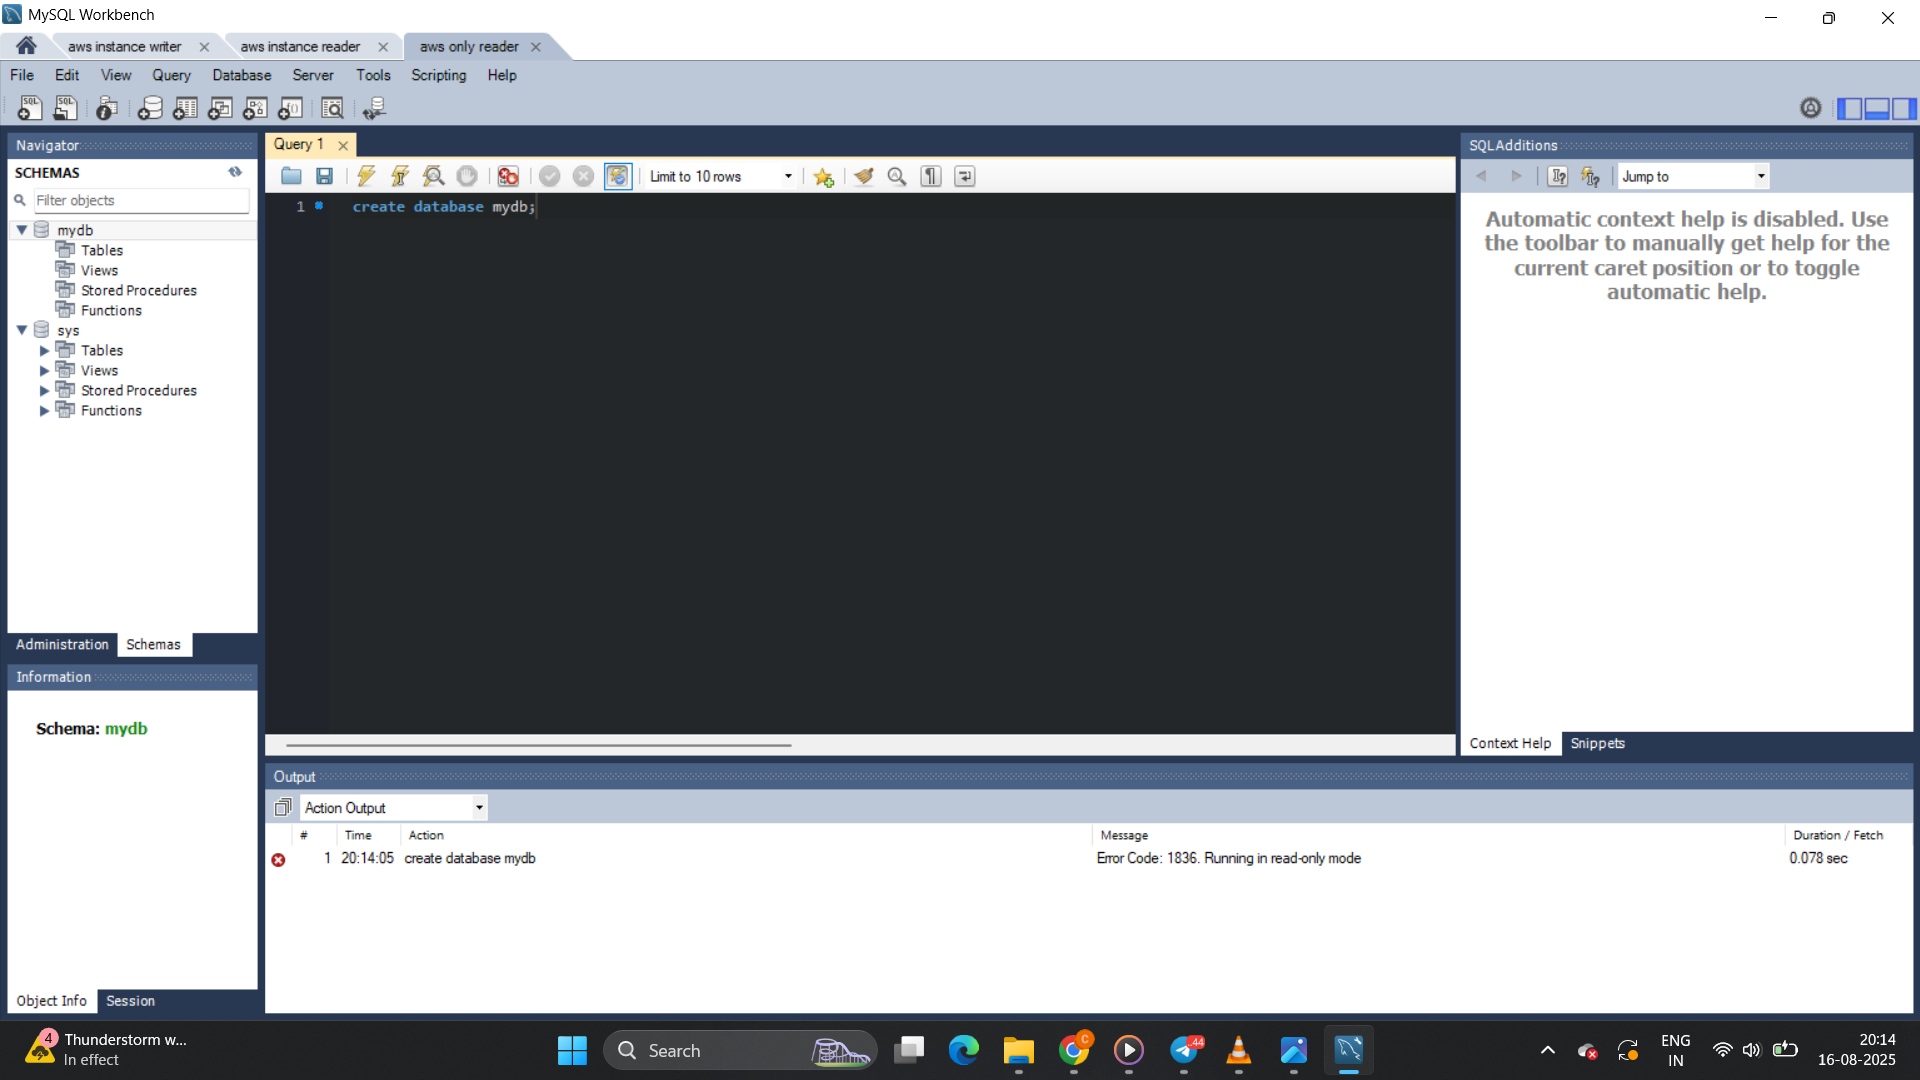 MySQL Workbench
aws instance writer
aws instance reader
aws only reader
File Edit View Query Database Server Tools Scripting Help
SQL
SQL
Navigator
SCHEMAS
Filter objects
mydb
Tables
Views
Stored Procedures
Functions
sys
Tables
Views
Stored Procedures
Functions
Administration Schemas
Information
Schema: mydb
Object Info Session
Query 1
Limit to 10 rows
1 create database mydb;
SQLAdditions
Jump to
Automatic context help is disabled. Use
the toolbar to manually get help for the
current caret position or to toggle
automatic help.
Context Help Snippets
Output
Action Output
# Time Action Message Duration / Fetch
1 20:14:05 create database mydb Error Code: 1836. Running in read-only mode 0.078 sec
4
Thunderstorm w...
In effect
Search
C
44
ENG
IN
20:14
16-08-2025